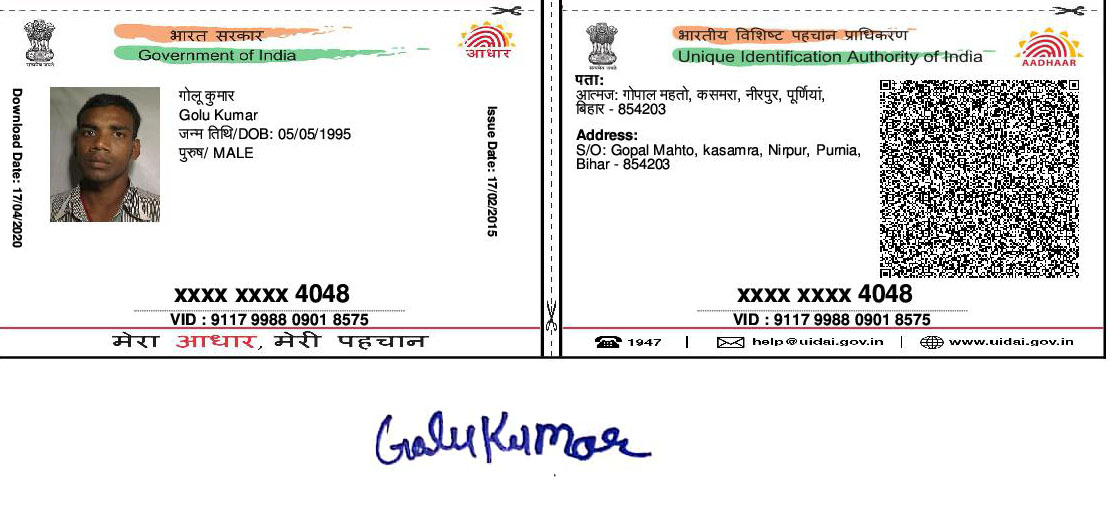 भारत सरकार
Government of India
आधार
Download Date: 17/04/2020
गोलू कुमार
Golu Kumar
जन्म तिथि/DOB: 05/05/1995
पुरुष/ MALE
Issue Date: 17/02/2015
xxxx xxxx 4048
VID : 9117 9988 0901 8575
मेरा आधार, मेरी पहचान
भारतीय विशिष्ट पहचान प्राधिकरण
Unique Identification Authority of India
AADHAAR
पता:
आत्मज: गोपाल महतो, कसमरा, नीरपुर, पूर्णियां,
बिहार - 854203
Address:
S/O: Gopal Mahto, kasamra, Nirpur, Purnia,
Bihar - 854203
xxxx xxxx 4048
VID : 9117 9988 0901 8575
1947 | help@uidai.gov.in | www.uidai.gov.in
Golu Kumar